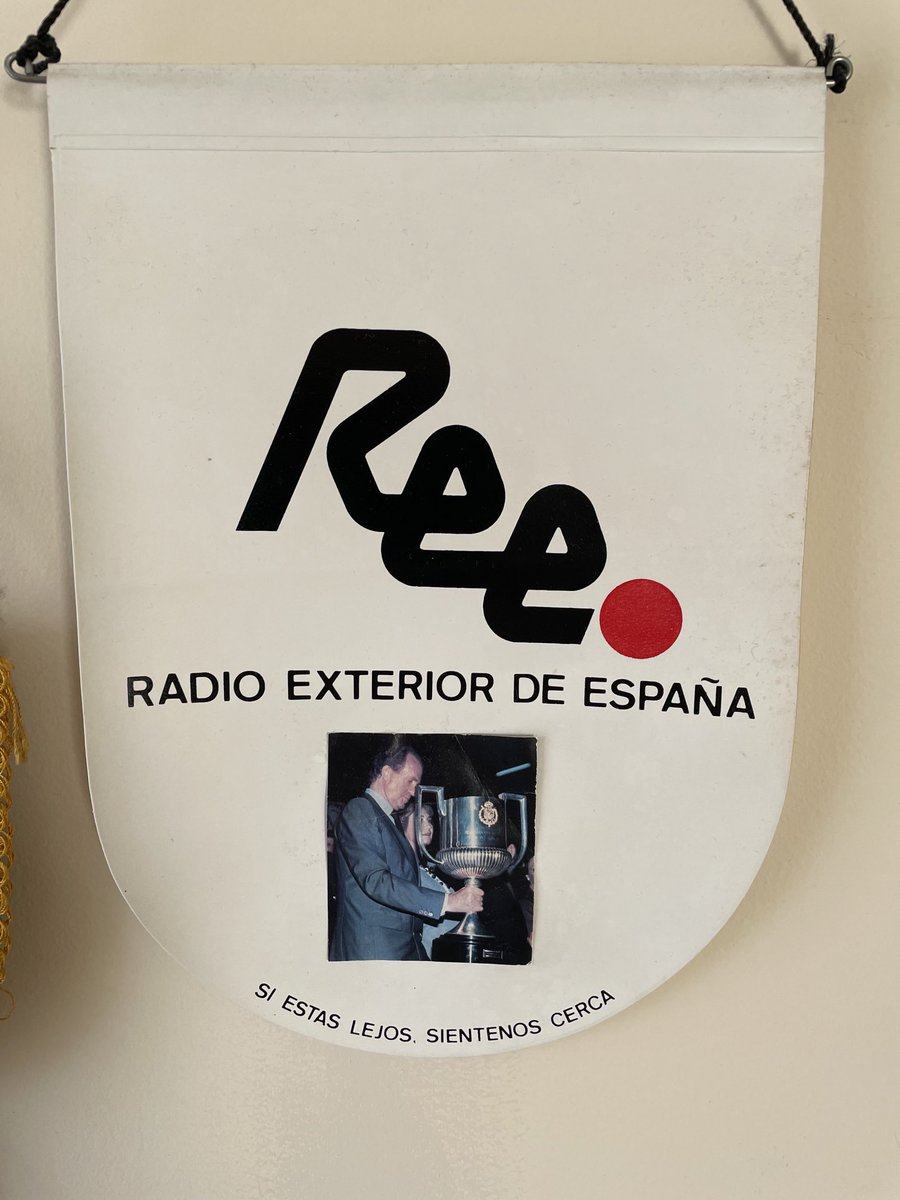 Ree.
RADIO EXTERIOR DE ESPAÑA
SI ESTAS LEJOS. SIENTENOS CERCA